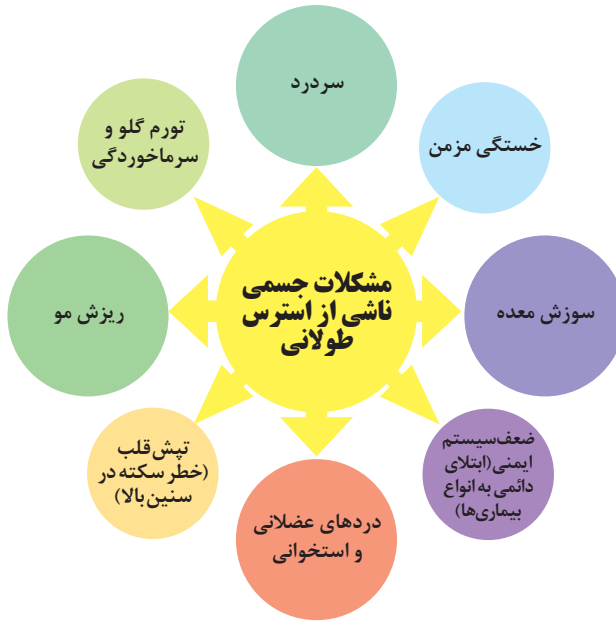 مشکلات جسمی
ناشی از استرس
طولانی
سردرد
خستگی مزمن
سوزش معده
ضعف سیستم
ایمنی (ابتلای
دائمی به انواع
بیماری‌ها)
دردهای عضلانی
و استخوانی
تپش قلب
(خطر سکته در
سنین بالا)
ریزش مو
تورم گلو و
سرماخوردگی